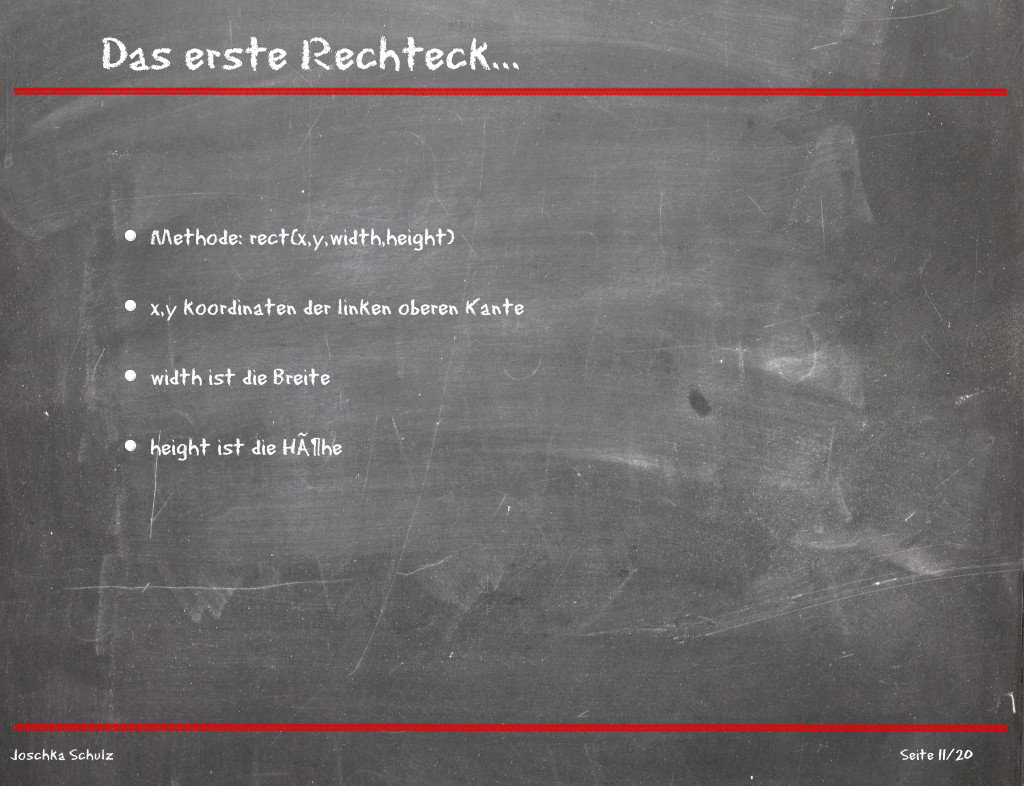 Das erste Rechteck...
Methode: rect(x,y,width,height)
x,y Koordinaten der linken oberen Kante
width ist die Breite
height ist die HÃ¶he
Joschka Schulz
Seite 11/20